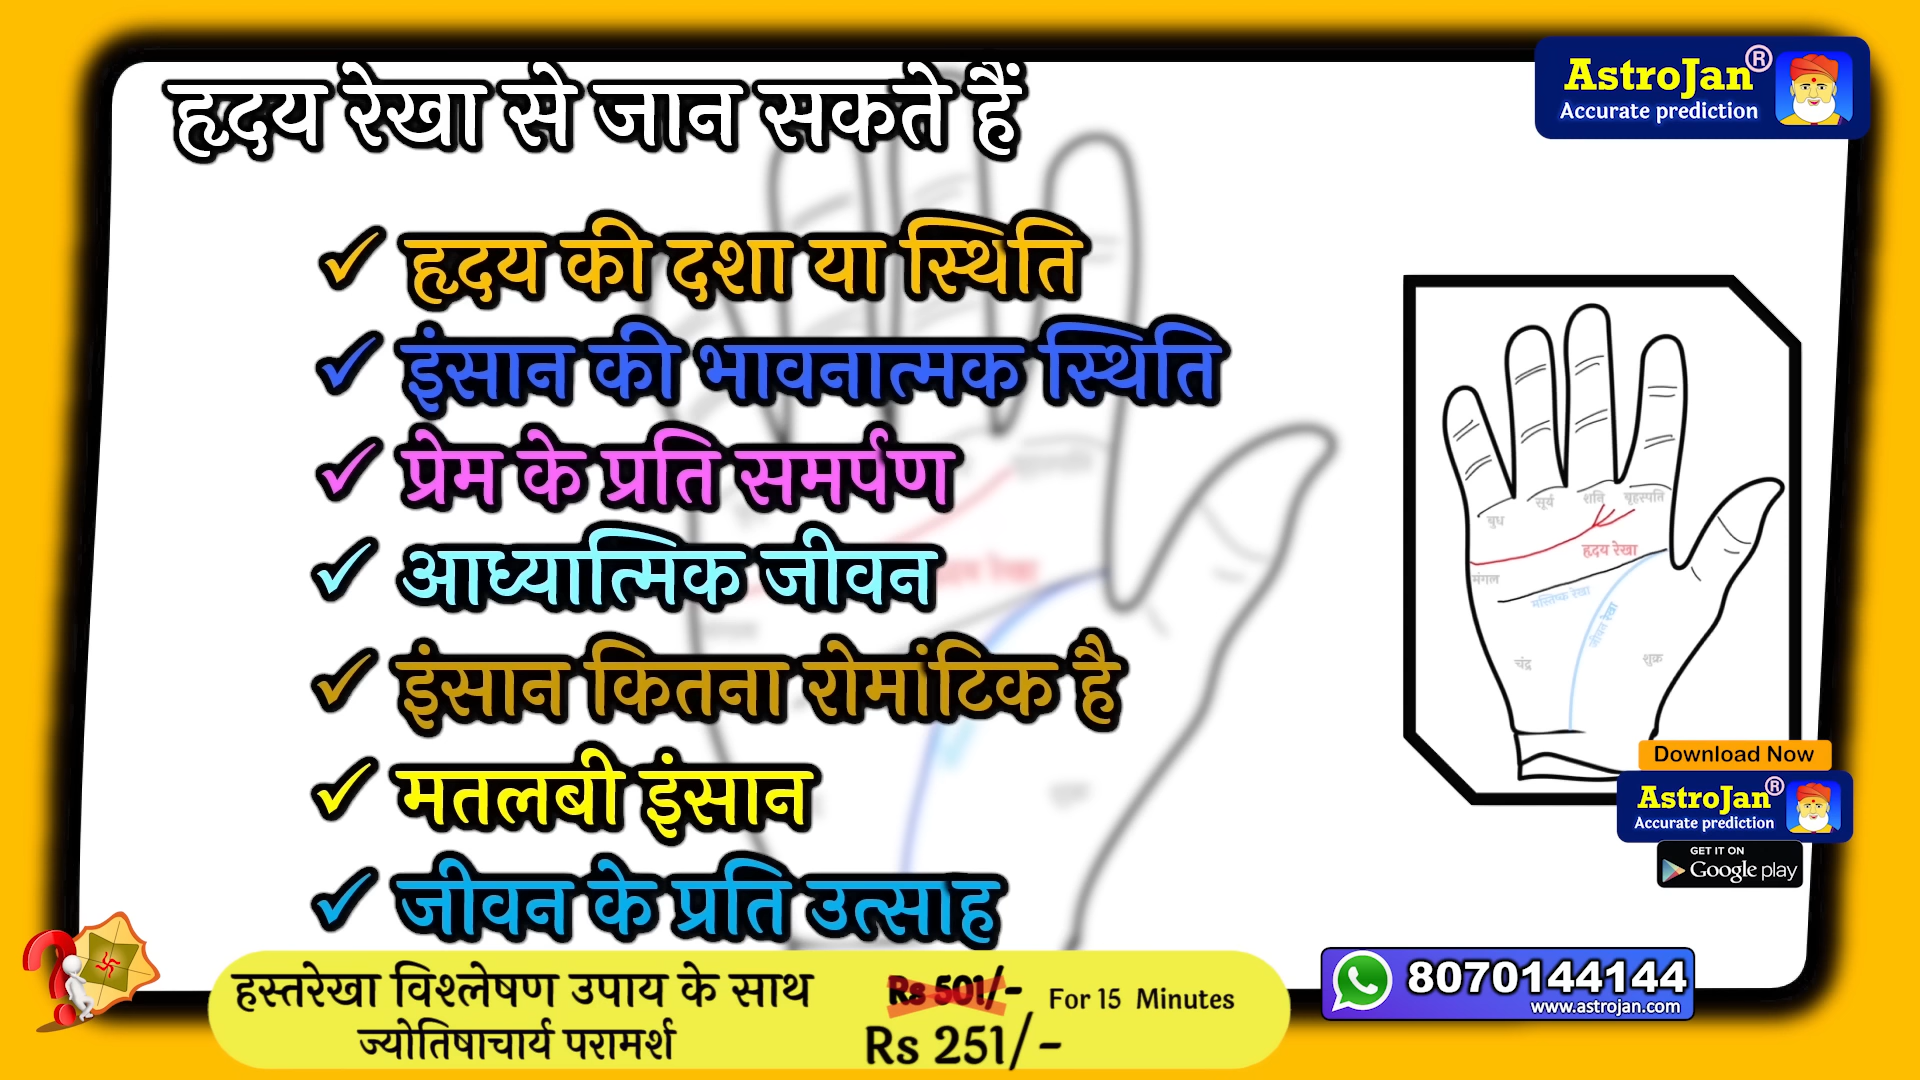 हृदय रेखा से जान सकते हैं
AstroJan®
Accurate prediction
✓ हृदय की दशा या स्थिति
✓ इंसान की भावनात्मक स्थिति
✓ प्रेम के प्रति समर्पण
✓ आध्यात्मिक जीवन
✓ इंसान कितना रोमांटिक है
✓ मतलबी इंसान
✓ जीवन के प्रति उत्साह
बुध
सूर्य
शनि
बृहस्पति
हृदय रेखा
मंगल
मस्तिष्क रेखा
जीवन रेखा
चंद्र
शुक्र
Download Now
AstroJan®
Accurate prediction
GET IT ON
Google play
हस्तरेखा विश्लेषण उपाय के साथ
ज्योतिषाचार्य परामर्श
Rs 501/-
For 15 Minutes
Rs 251/-
8070144144
www.astrojan.com